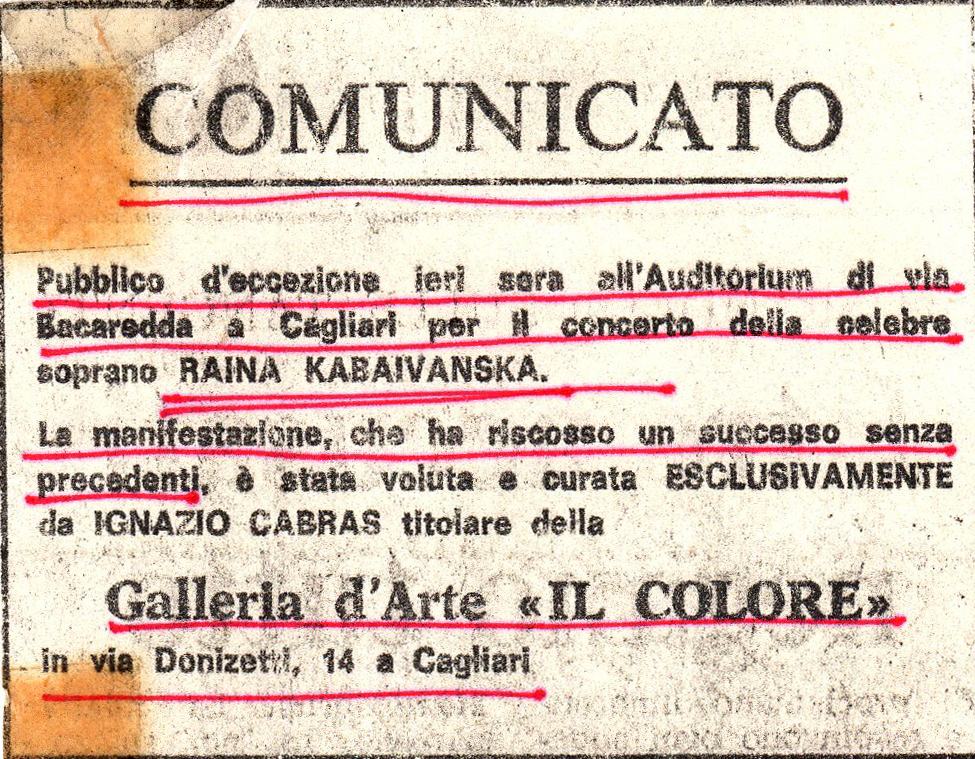 COMUNICATO
Pubblico d'eccezione ieri sera all'Auditorium di via
Bacaredda a Cagliari per il concerto della celebre
soprano RAINA KABAIVANSKA.
La manifestazione, che ha riscosso un successo senza
precedenti, è stata voluta e curata ESCLUSIVAMENTE
da IGNAZIO CABRAS titolare della
Galleria d'Arte «IL COLORE»
in via Donizetti, 14 a Cagliari